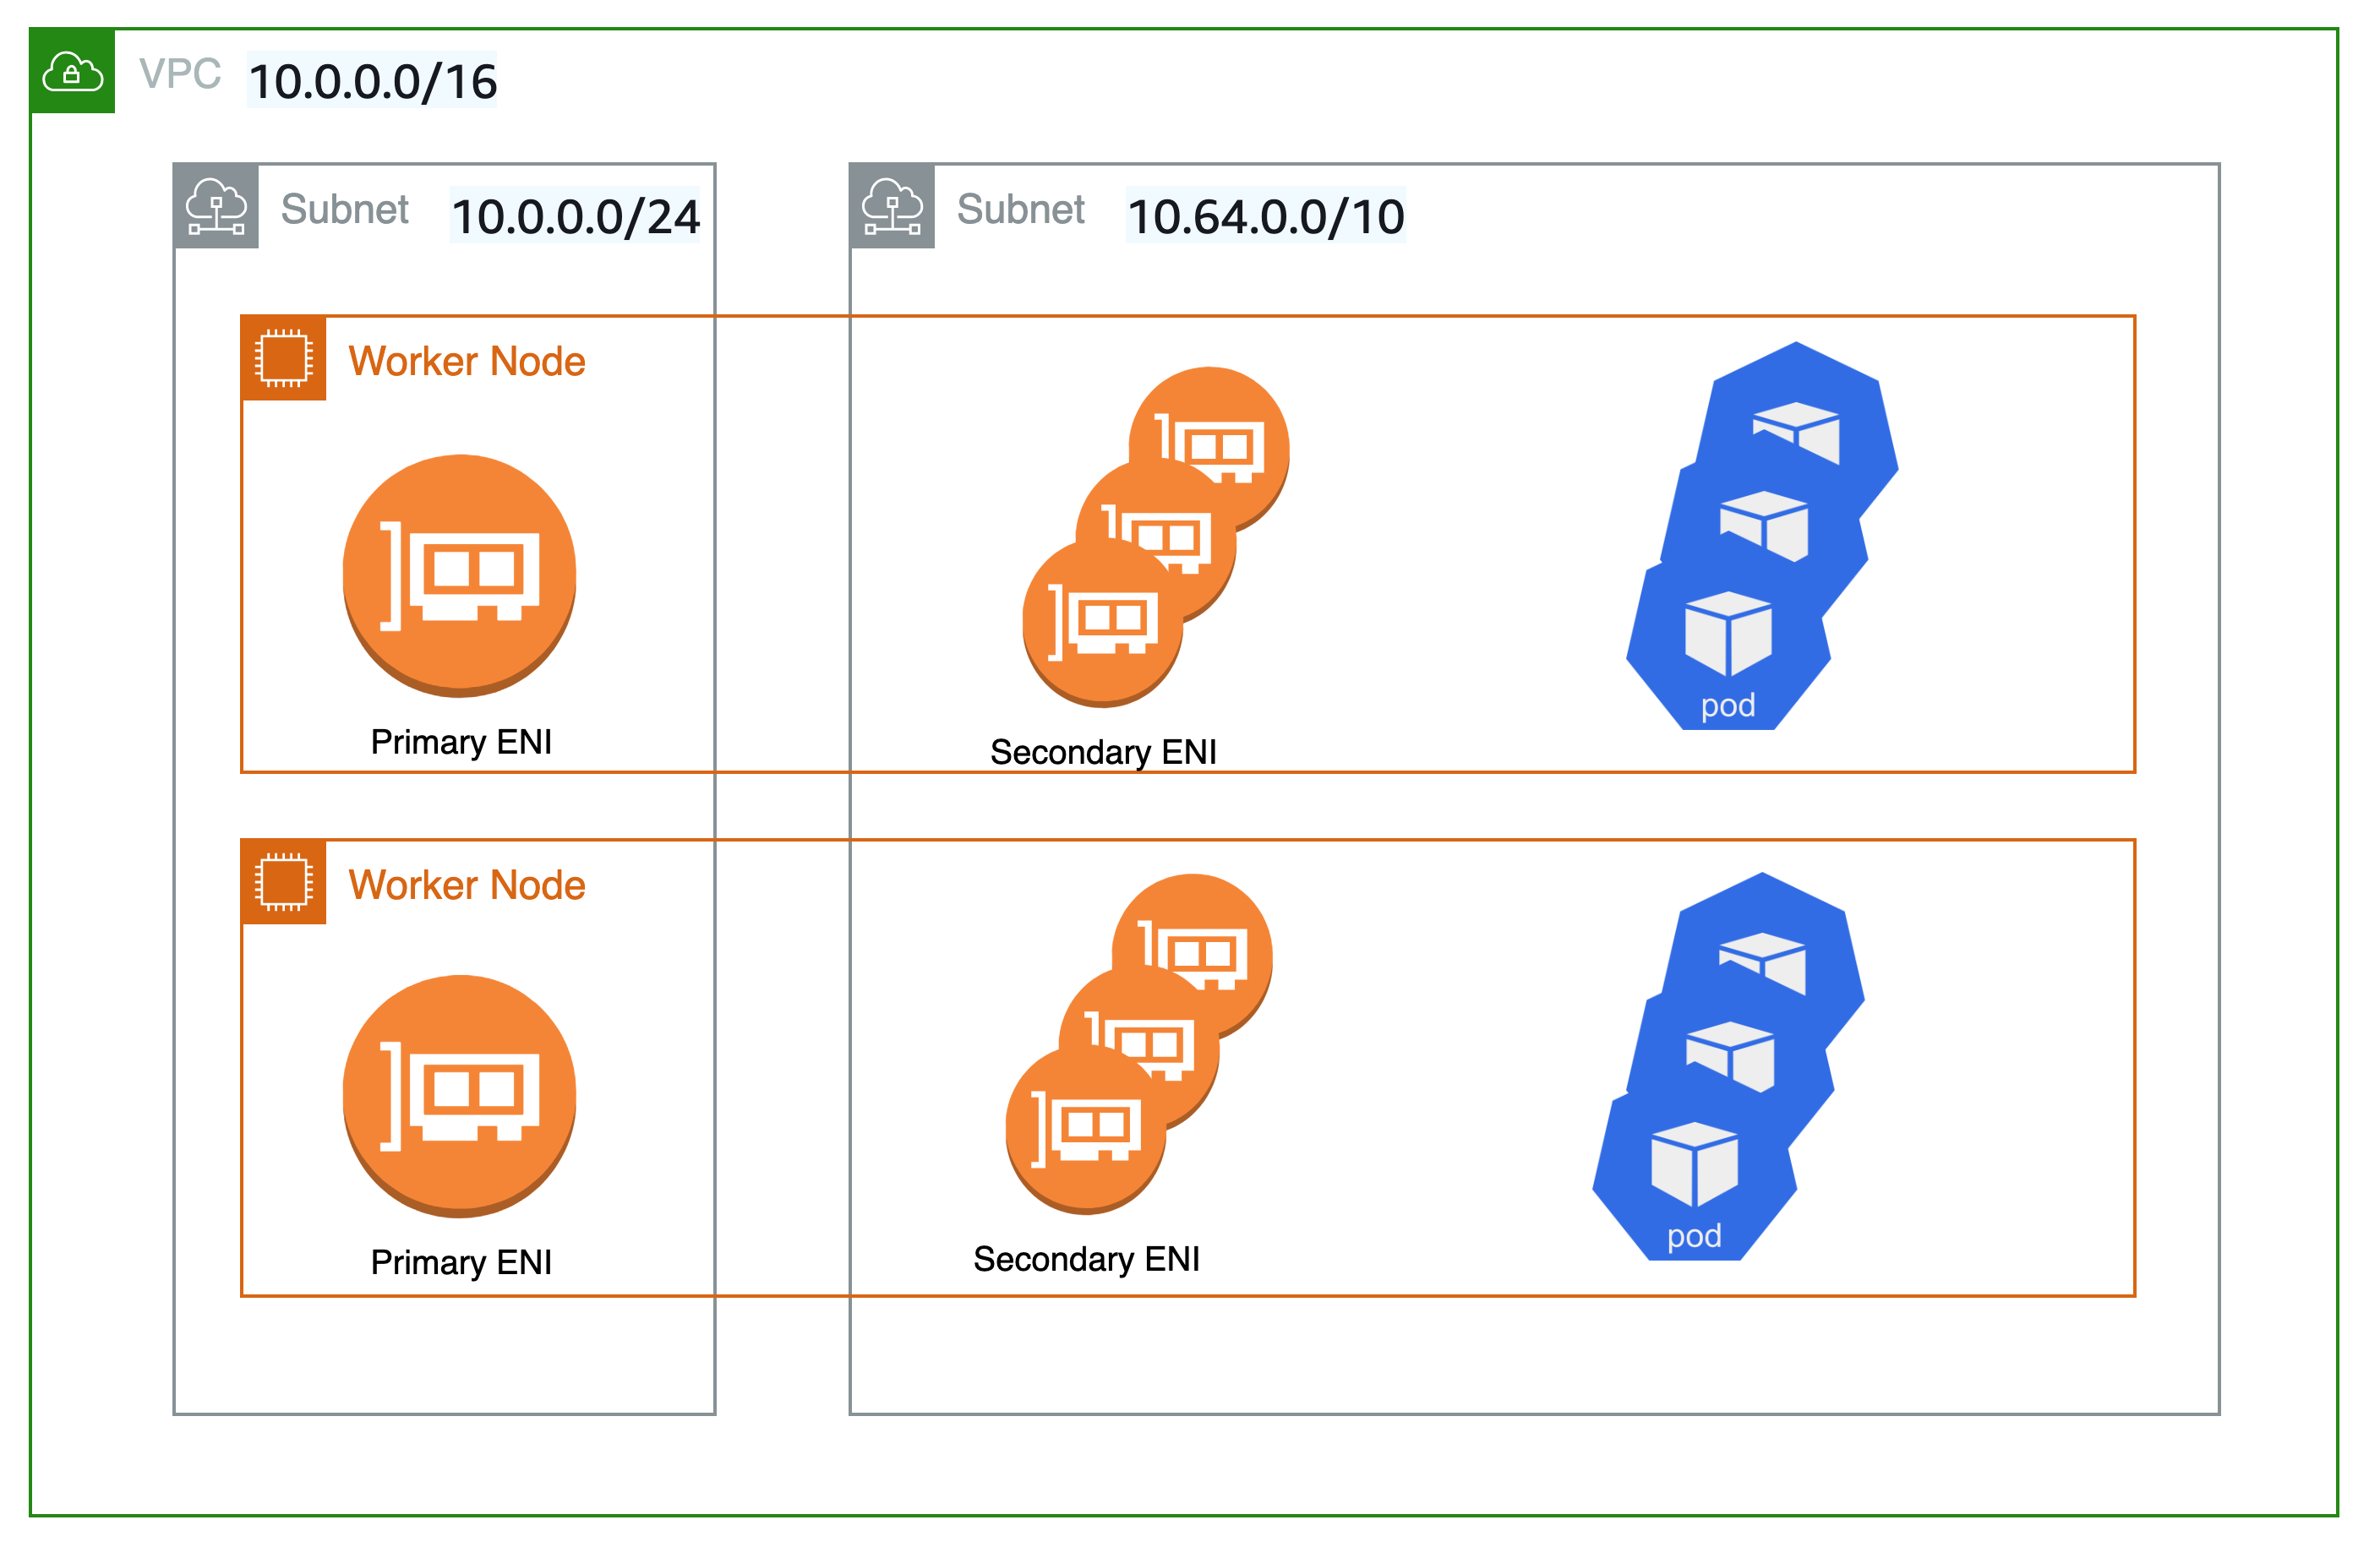 VPC 10.0.0.0/16
Subnet 10.0.0.0/24
Subnet 10.64.0.0/10
Worker Node
Primary ENI
Secondary ENI
pod
Worker Node
Primary ENI
Secondary ENI
pod